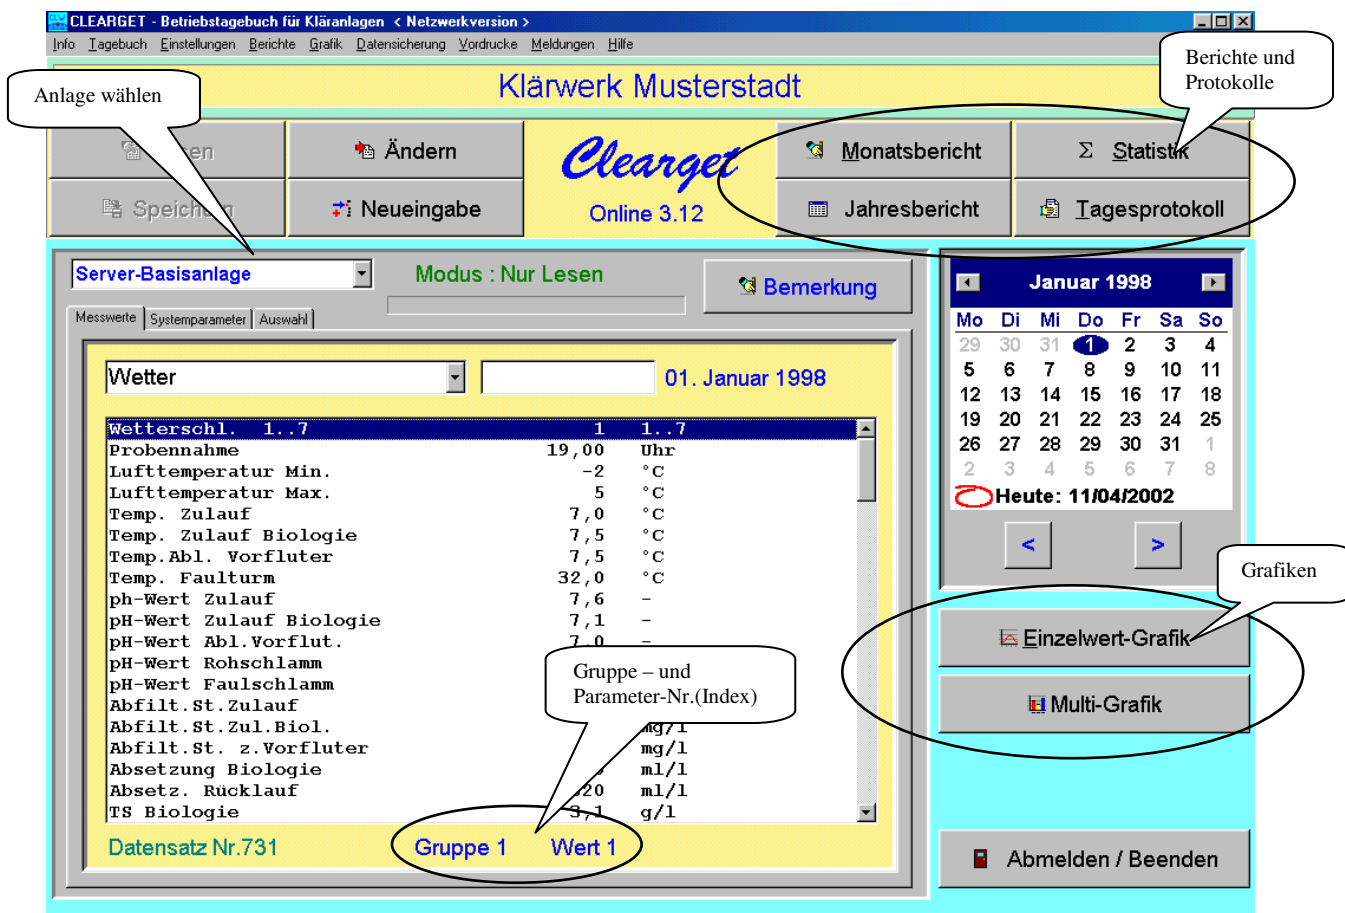 CLEARGET - Betriebstagebuch für Kläranlagen < Netzwerkversion >
Info Tagebuch Einstellungen Berichte Grafik Datensicherung Vordrucke Meldungen Hilfe
Klärwerk Musterstadt
Anlage wählen
Berichte und
Protokolle
Ändern
Speichern
Neueingabe
Clearget
Online 3.12
Monatsbericht
Σ Statistik
Jahresbericht
Tagesprotokoll
Server-Basisanlage
Modus : Nur Lesen
Bemerkung
Messwerte Systemparameter Auswahl
Wetter
01. Januar 1998
Wetterschl. 1..7 1 1..7
Probennahme 19,00 Uhr
Lufttemperatur Min. -2 °C
Lufttemperatur Max. 5 °C
Temp. Zulauf 7,0 °C
Temp. Zulauf Biologie 7,5 °C
Temp.Abl. Vorfluter 7,5 °C
Temp. Faulturm 32,0 °C
ph-Wert Zulauf 7,6 -
pH-Wert Zulauf Biologie 7,1 -
pH-Wert Abl.Vorflut. 7,0 -
pH-Wert Rohschlamm
pH-Wert Faulschlamm
Abfilt.St.Zulauf
Abfilt.St.Zul.Biol. mg/l
Abfilt.St. z.Vorfluter mg/l
Absetzung Biologie ml/l
Absetz. Rücklauf ml/l
TS Biologie 3,1 g/l
Gruppe – und
Parameter-Nr.(Index)
Datensatz Nr.731
Gruppe 1 Wert 1
Januar 1998
Mo Di Mi Do Fr Sa So
29 30 31 1 2 3 4
5 6 7 8 9 10 11
12 13 14 15 16 17 18
19 20 21 22 23 24 25
26 27 28 29 30 31 1
2 3 4 5 6 7 8
Heute: 11/04/2002
< >
Grafiken
Einzelwert-Grafik
Multi-Grafik
Abmelden / Beenden